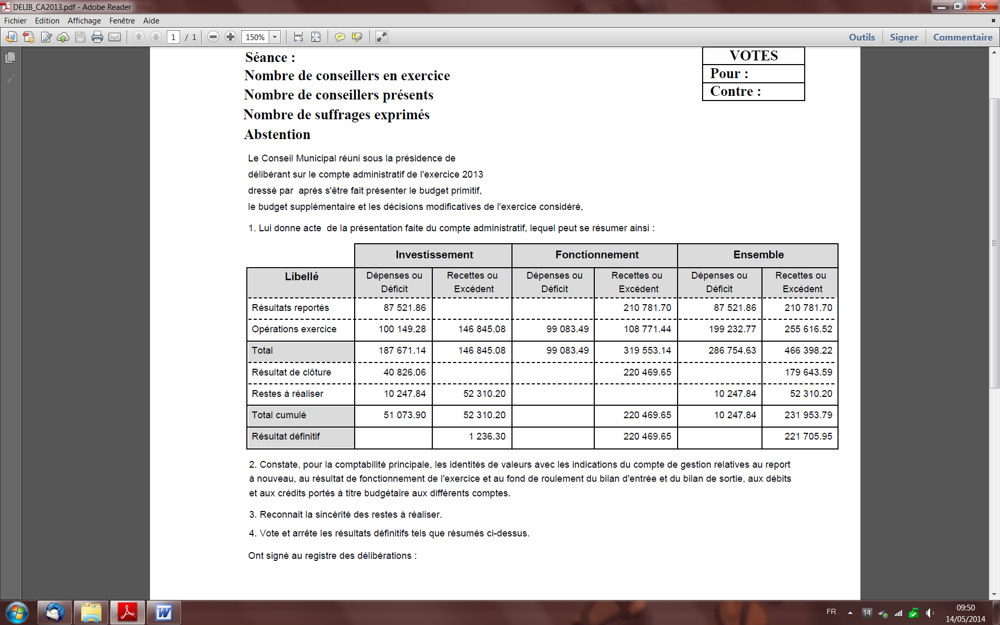 DELIB_CA2013.pdf - Adobe Reader
Fichier Edition Affichage Fenêtre Aide
1 / 1 150% Outils Signer Commentaire
Séance :
Nombre de conseillers en exercice
Nombre de conseillers présents
Nombre de suffrages exprimés
Abstention
VOTES
Pour :
Contre :
Le Conseil Municipal réuni sous la présidence de
délibérant sur le compte administratif de l'exercice 2013
dressé par aprés s'être fait présenter le budget primitif,
le budget supplémentaire et les décisions modificatives de l'exercice considéré,
1. Lui donne acte de la présentation faite du compte administratif, lequel peut se résumer ainsi :
Investissement Fonctionnement Ensemble
Libellé Dépenses ou Recettes ou Dépenses ou Recettes ou Dépenses ou Recettes ou
Déficit Excédent Déficit Excédent Déficit Excédent
Résultats reportés 87 521.86 210 781.70 87 521.86 210 781.70
Opérations exercice 100 149.28 146 845.08 99 083.49 108 771.44 199 232.77 255 616.52
Total 187 671.14 146 845.08 99 083.49 319 553.14 286 754.63 466 398.22
Résultat de clôture 40 826.06 220 469.65 179 643.59
Restes à réaliser 10 247.84 52 310.20 10 247.84 52 310.20
Total cumulé 51 073.90 52 310.20 220 469.65 10 247.84 231 953.79
Résultat définitif 1 236.30 220 469.65 221 705.95
2. Constate, pour la comptabilité principale, les identités de valeurs avec les indications du compte de gestion relatives au report
à nouveau, au résultat de fonctionnement de l'exercice et au fond de roulement du bilan d'entrée et du bilan de sortie, aux débits
et aux crédits portés à titre budgétaire aux différents comptes.
3. Reconnait la sincérité des restes à réaliser.
4. Vote et arrête les résultats définitifs tels que résumés ci-dessus.
Ont signé au registre des délibérations :
FR 14 09:50
14/05/2014